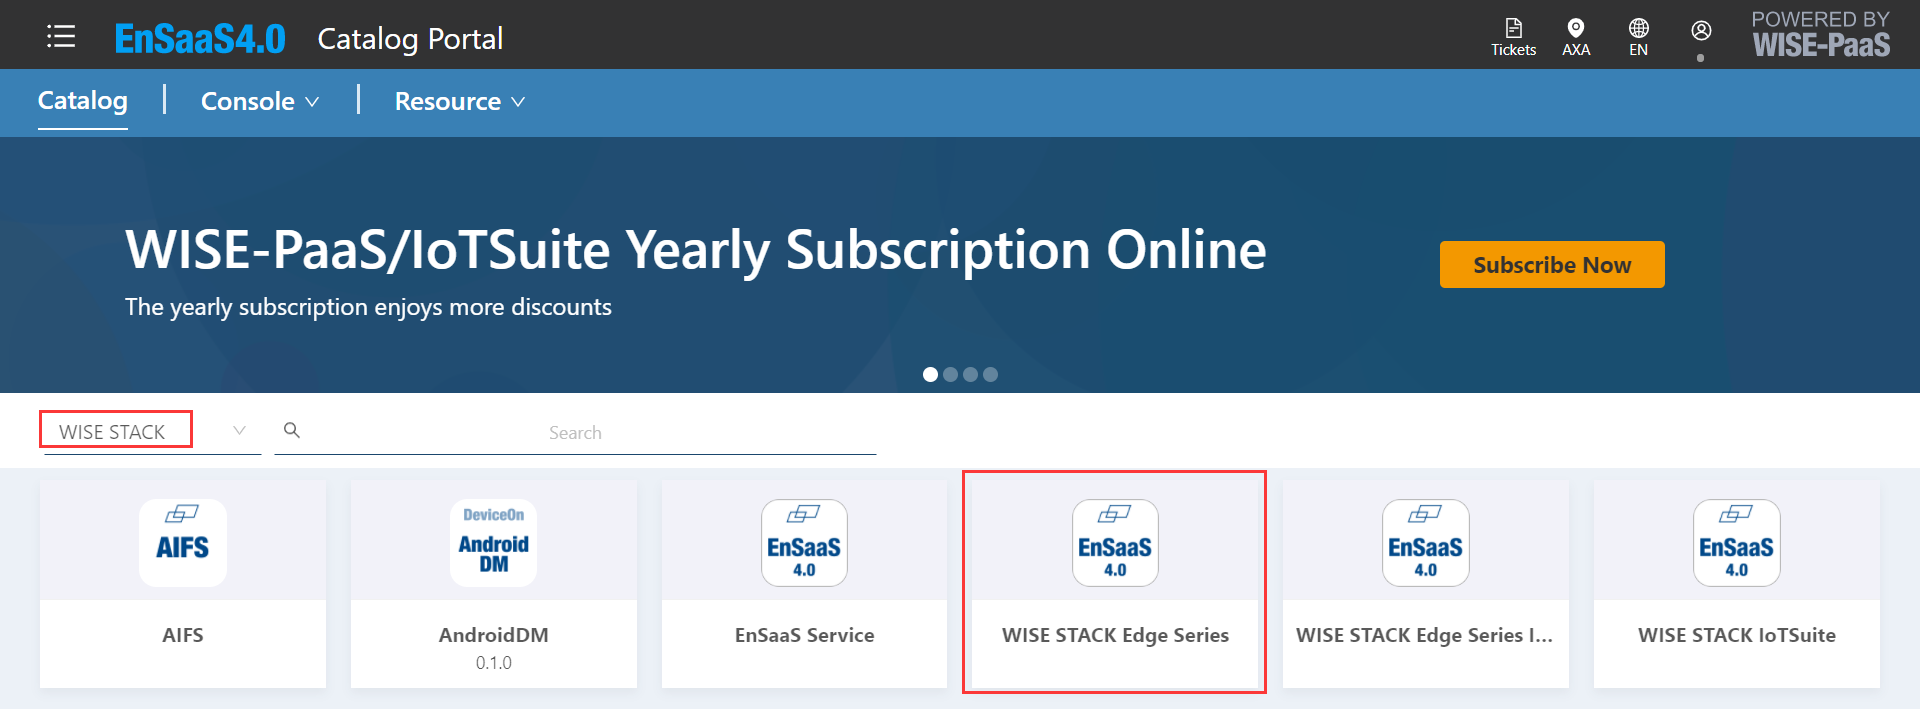 EnSaaS4.0 Catalog Portal
Tickets AXA EN
POWERED BY
WISE-PaaS
Catalog Console Resource
WISE-PaaS/IoTSuite Yearly Subscription Online
The yearly subscription enjoys more discounts
Subscribe Now
WISE STACK
Search
AIFS
AIFS
DeviceOn
Android
DM
AndroidDM
0.1.0
EnSaaS
4.0
EnSaaS Service
EnSaaS
4.0
WISE STACK Edge Series
EnSaaS
4.0
WISE STACK Edge Series I...
EnSaaS
4.0
WISE STACK IoTSuite